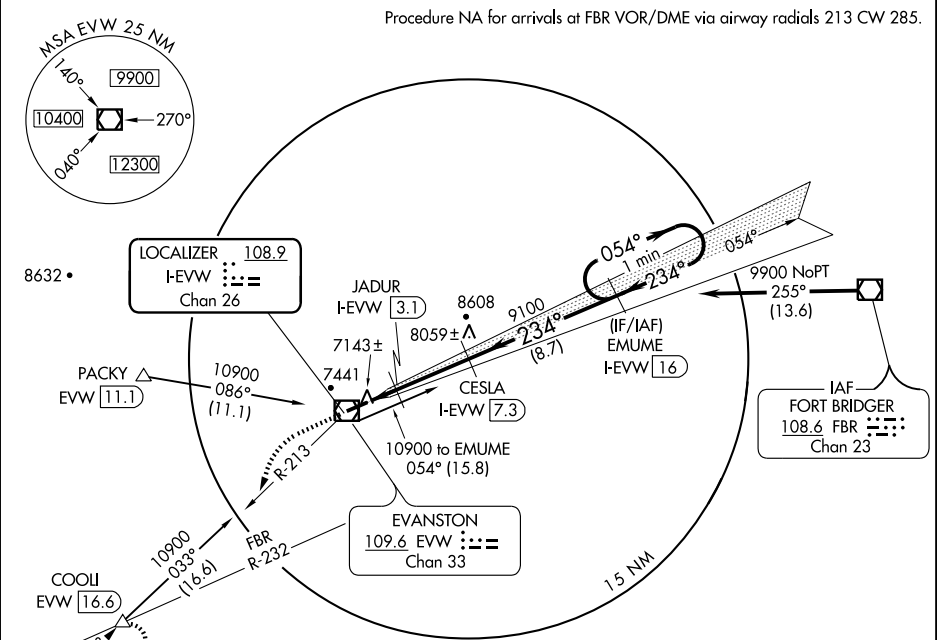 Procedure NA for arrivals at FBR VOR/DME via airway radials 213 CW 285.
MSA EVW 25 NM
140°
9900
10400
270°
040°
12300
LOCALIZER 108.9
I-EVW
Chan 26
8632
JADUR
I-EVW 3.1
8608
8059±
7143±
7441
9100
234°
(8.7)
054°
1 min
234°
054°
9900 NoPT
255°
(13.6)
(IF/IAF)
EMUME
I-EVW 16
PACKY
EVW 11.1
10900
086°
(11.1)
CESLA
I-EVW 7.3
IAF
FORT BRIDGER
108.6 FBR
Chan 23
10900 to EMUME
054° (15.8)
R-213
EVANSTON
109.6 EVW
Chan 33
10900
033°
(16.6)
FBR
R-232
15 NM
COOLI
EVW 16.6